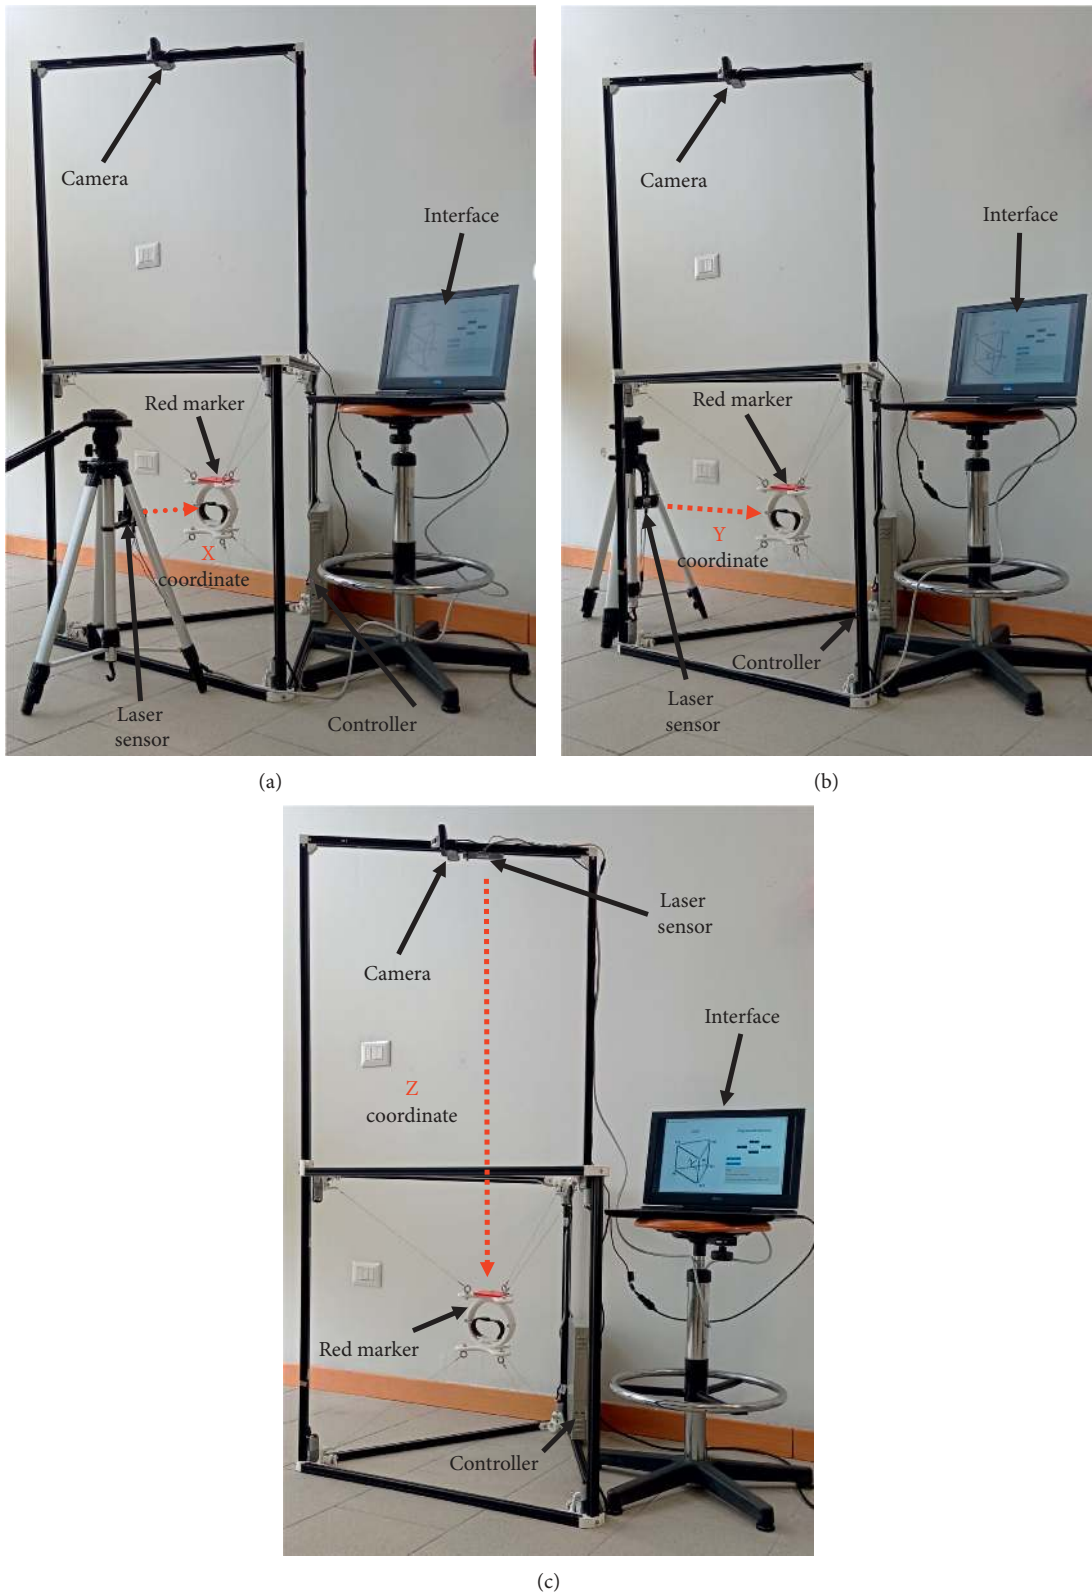 Camera
Interface
Red marker
X
coordinate
Laser
sensor
Controller
(a)
Camera
Interface
Red marker
Y
coordinate
Controller
Laser
sensor
(b)
Laser
sensor
Camera
Interface
Z
coordinate
Red marker
Controller
(c)